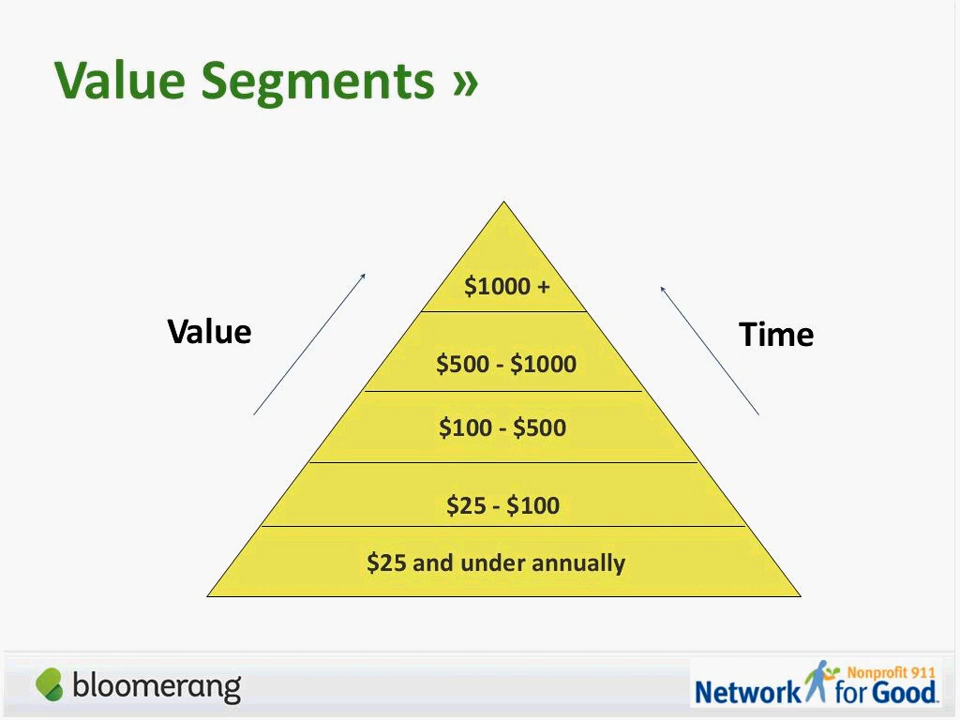 Value Segments »
$1000 +
Value
Time
$500 - $1000
$100 - $500
$25 - $100
$25 and under annually
bloomerang
Nonprofit 911
Network for Good.